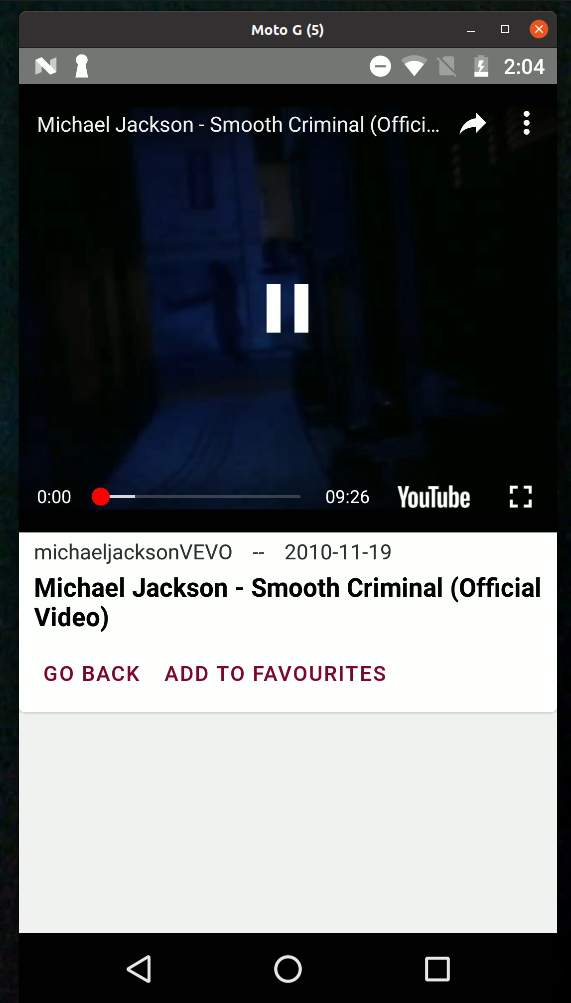 Moto G (5)
2:04
Michael Jackson - Smooth Criminal (Offici...
0:00
09:26
YouTube
michaeljacksonVEVO -- 2010-11-19
Michael Jackson - Smooth Criminal (Official
Video)
GO BACK
ADD TO FAVOURITES